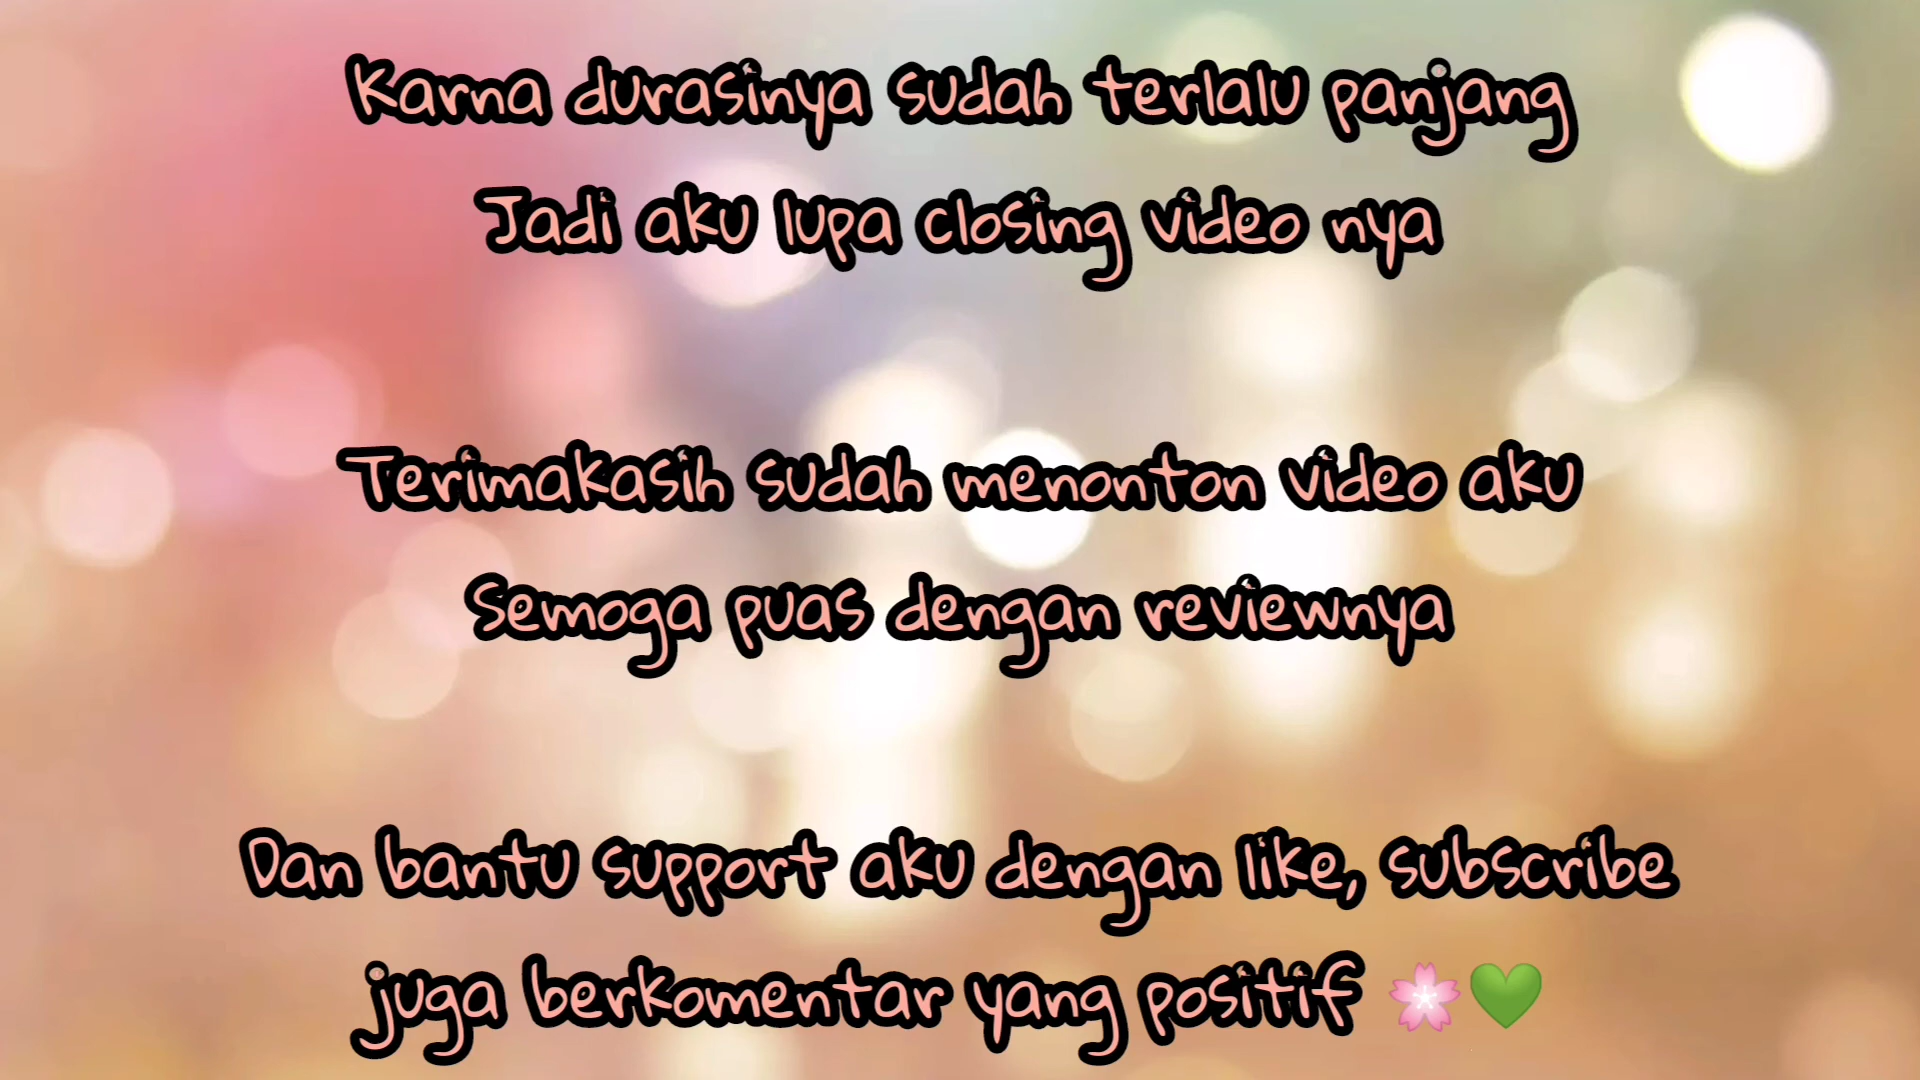 Karna durasinya sudah terlalu panjang
Jadi aku lupa closing video nya
Terimakasih sudah menonton video aku
Semoga puas dengan reviewnya
Dan bantu support aku dengan like, subscribe
juga berkomentar yang positif 🌸💚